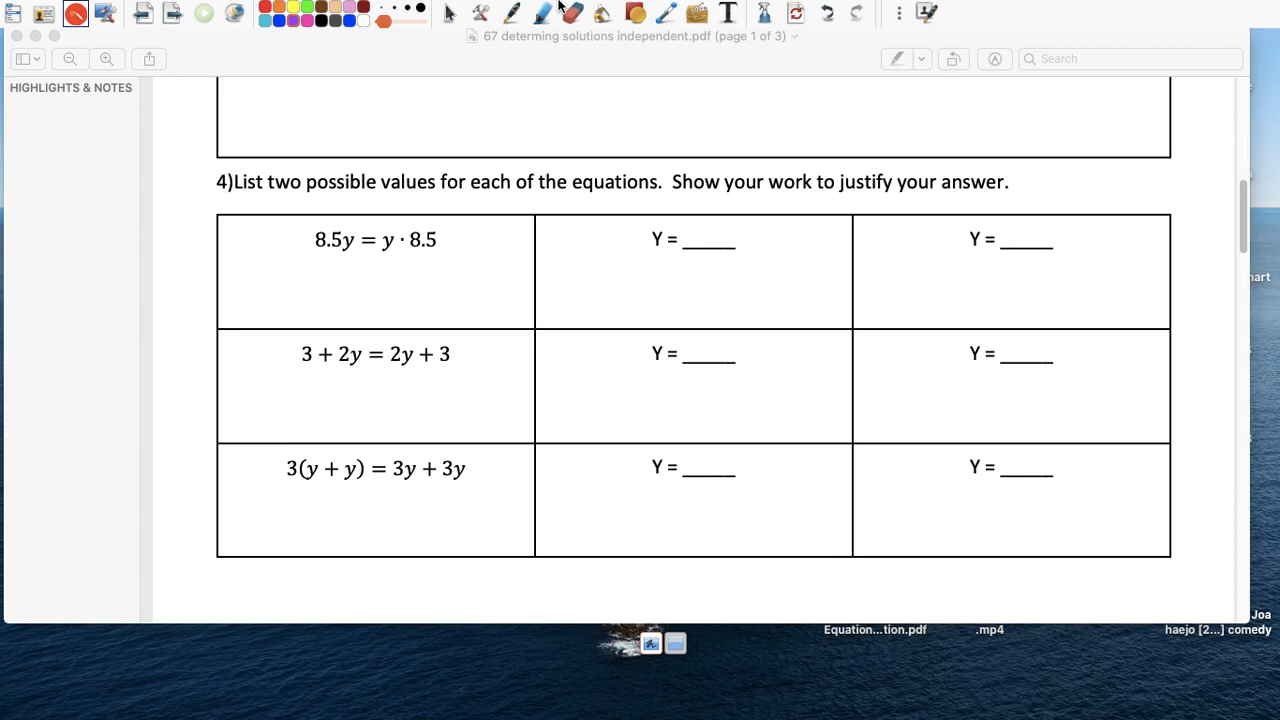 67 determing solutions independent.pdf (page 1 of 3)
Search
HIGHLIGHTS & NOTES
4)List two possible values for each of the equations.  Show your work to justify your answer.
8.5y = y · 8.5
Y = _____
Y = _____
3 + 2y = 2y + 3
Y = _____
Y = _____
3(y + y) = 3y + 3y
Y = _____
Y = _____
Joa
Equation...tion.pdf
.mp4
haejo [2...] comedy